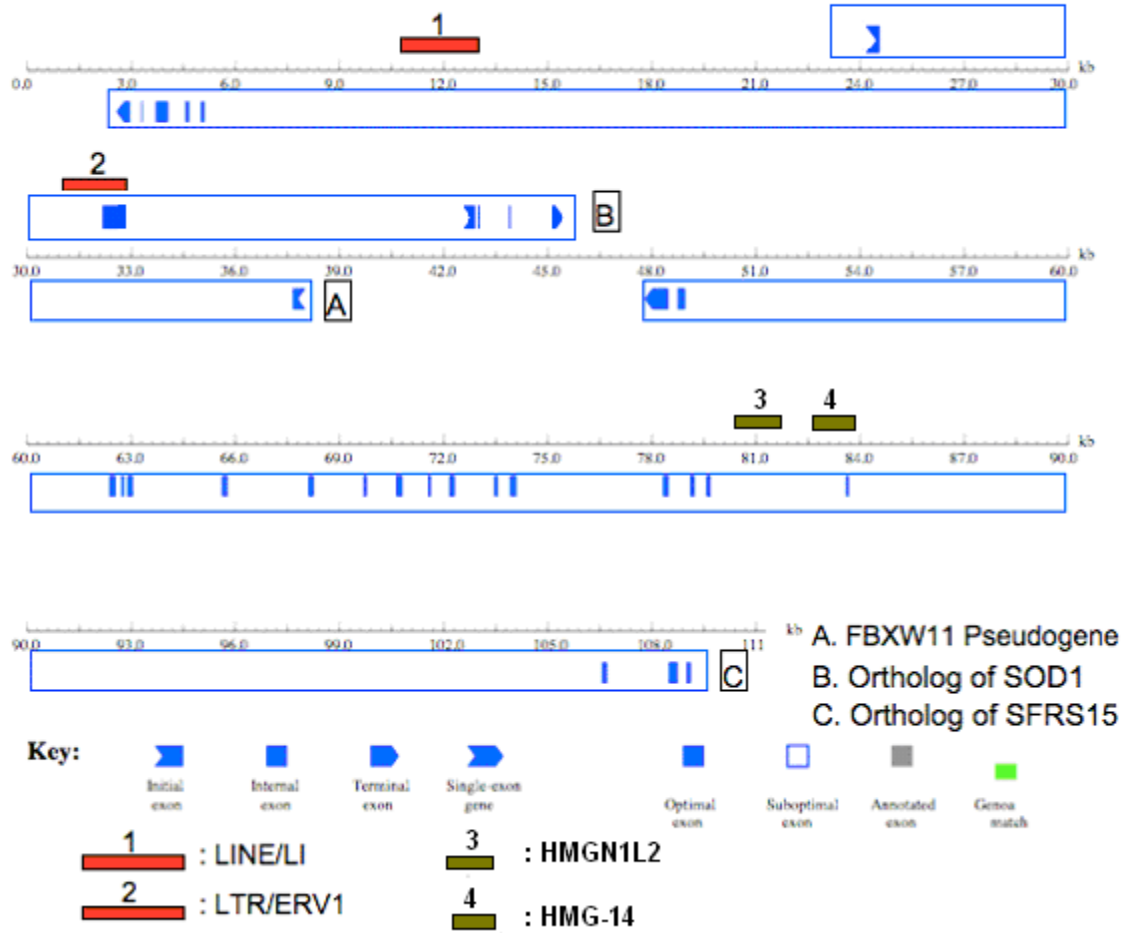 1
kb
0.0 3.0 6.0 9.0 12.0 15.0 18.0 21.0 24.0 27.0 30.0
2
B
kb
30.0 33.0 36.0 39.0 42.0 45.0 48.0 51.0 54.0 57.0 60.0
A
3 4
kb
60.0 63.0 66.0 69.0 72.0 75.0 78.0 81.0 84.0 87.0 90.0
kb
90.0 93.0 96.0 99.0 102.0 105.0 108.0 111
C
A. FBXW11 Pseudogene
B. Ortholog of SOD1
C. Ortholog of SFRS15
Key:
Initial exon
Internal exon
Terminal exon
Single-exon gene
Optimal exon
Suboptimal exon
Annotated exon
Genoa match
1 : LINE/LI
2 : LTR/ERV1
3 : HMGN1L2
4 : HMG-14